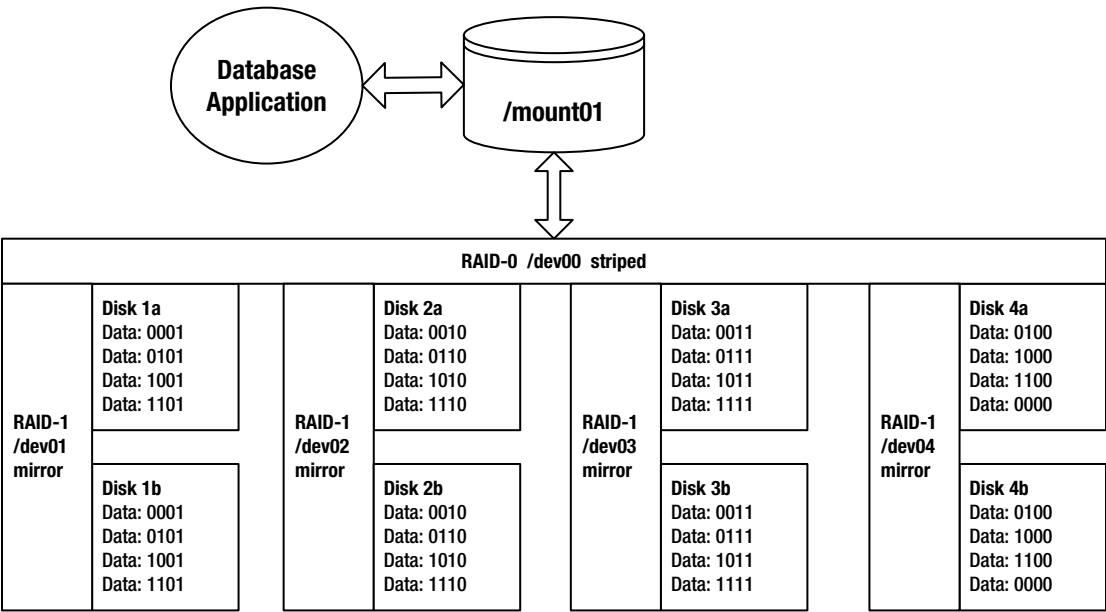 Database
Application
/mount01
RAID-0 /dev00 striped
RAID-1
/dev01
mirror
Disk 1a
Data: 0001
Data: 0101
Data: 1001
Data: 1101
Disk 1b
Data: 0001
Data: 0101
Data: 1001
Data: 1101
RAID-1
/dev02
mirror
Disk 2a
Data: 0010
Data: 0110
Data: 1010
Data: 1110
Disk 2b
Data: 0010
Data: 0110
Data: 1010
Data: 1110
RAID-1
/dev03
mirror
Disk 3a
Data: 0011
Data: 0111
Data: 1011
Data: 1111
Disk 3b
Data: 0011
Data: 0111
Data: 1011
Data: 1111
RAID-1
/dev04
mirror
Disk 4a
Data: 0100
Data: 1000
Data: 1100
Data: 0000
Disk 4b
Data: 0100
Data: 1000
Data: 1100
Data: 0000